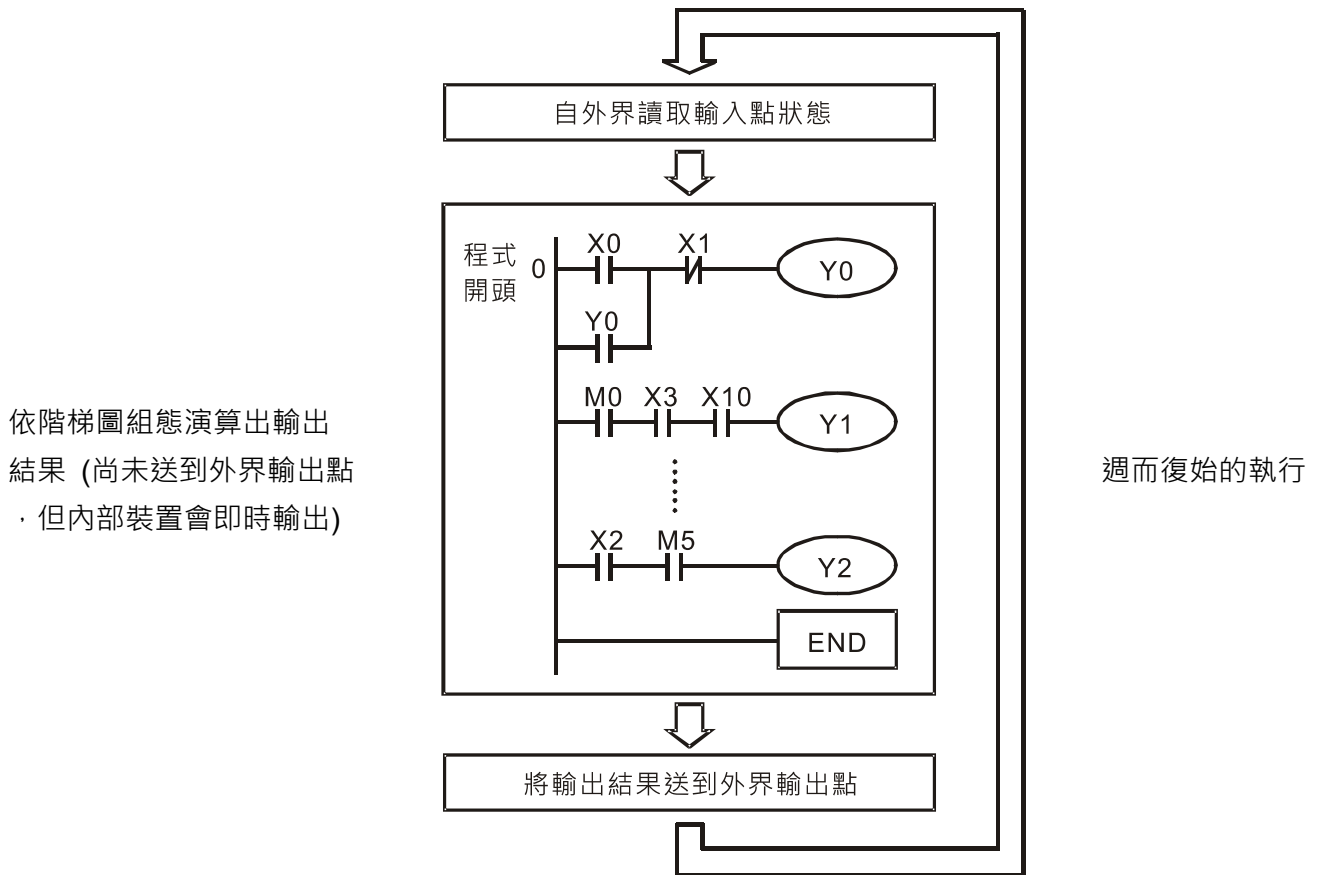 自外界讀取輸入點狀態
程式
開頭
0
X0
X1
Y0
Y0
M0 X3 X10
Y1
X2 M5
Y2
END
將輸出結果送到外界輸出點
依階梯圖組態演算出輸出
結果 (尚未送到外界輸出點
，但內部裝置會即時輸出)
週而復始的執行